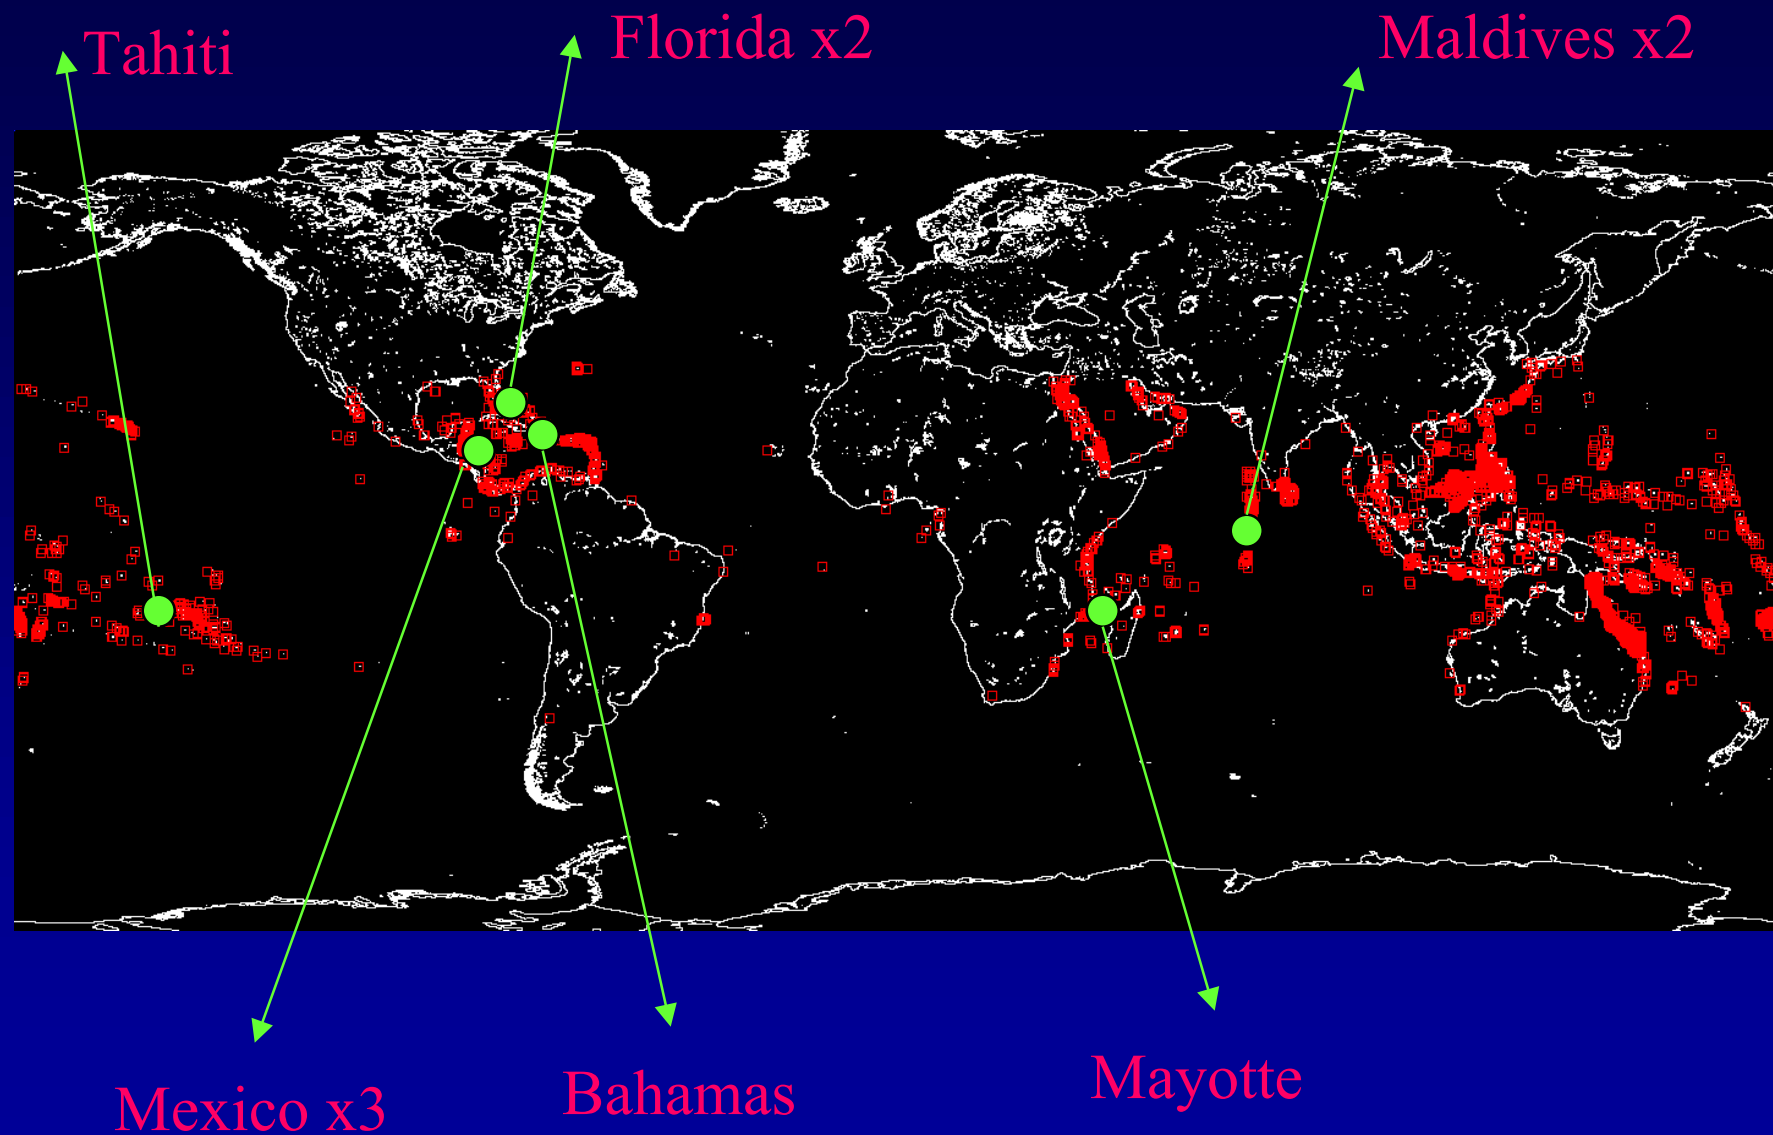 Tahiti
Florida x2
Maldives x2
Mexico x3
Bahamas
Mayotte